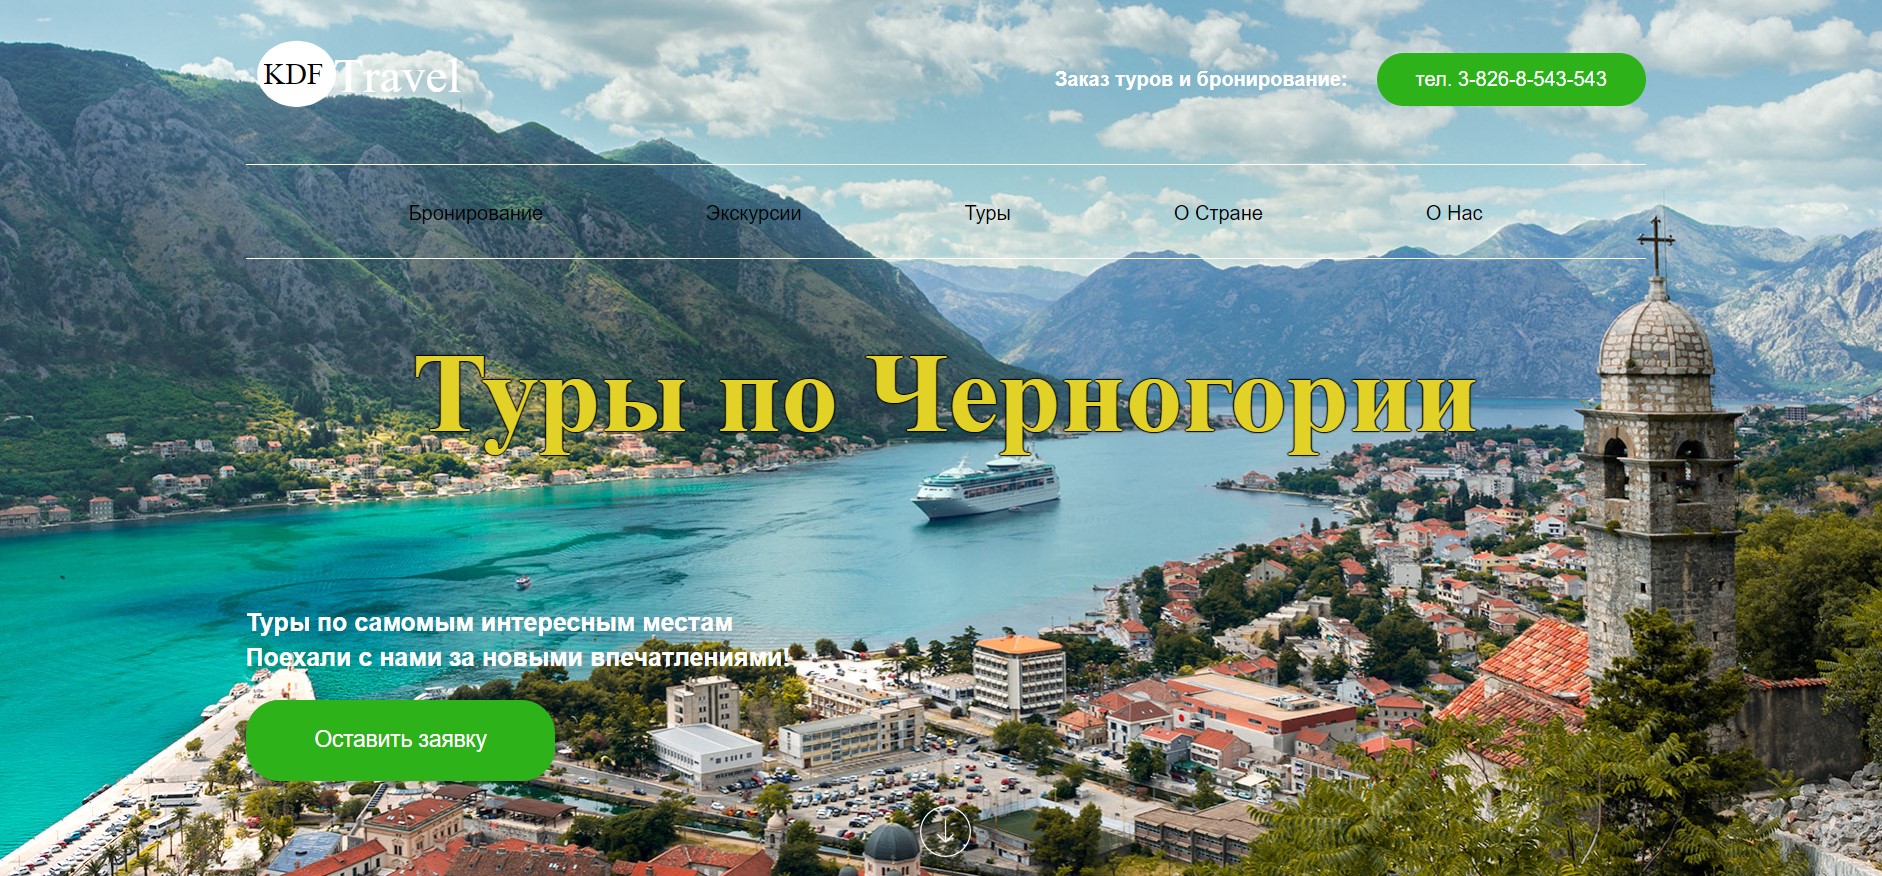 KDF Travel
Заказ туров и бронирование:
тел. 3-826-8-543-543
Бронирование
Экскурсии
Туры
О Стране
О Нас
Туры по Черногории
Туры по самомым интересным местам
Поехали с нами за новыми впечатлениями!
Оставить заявку